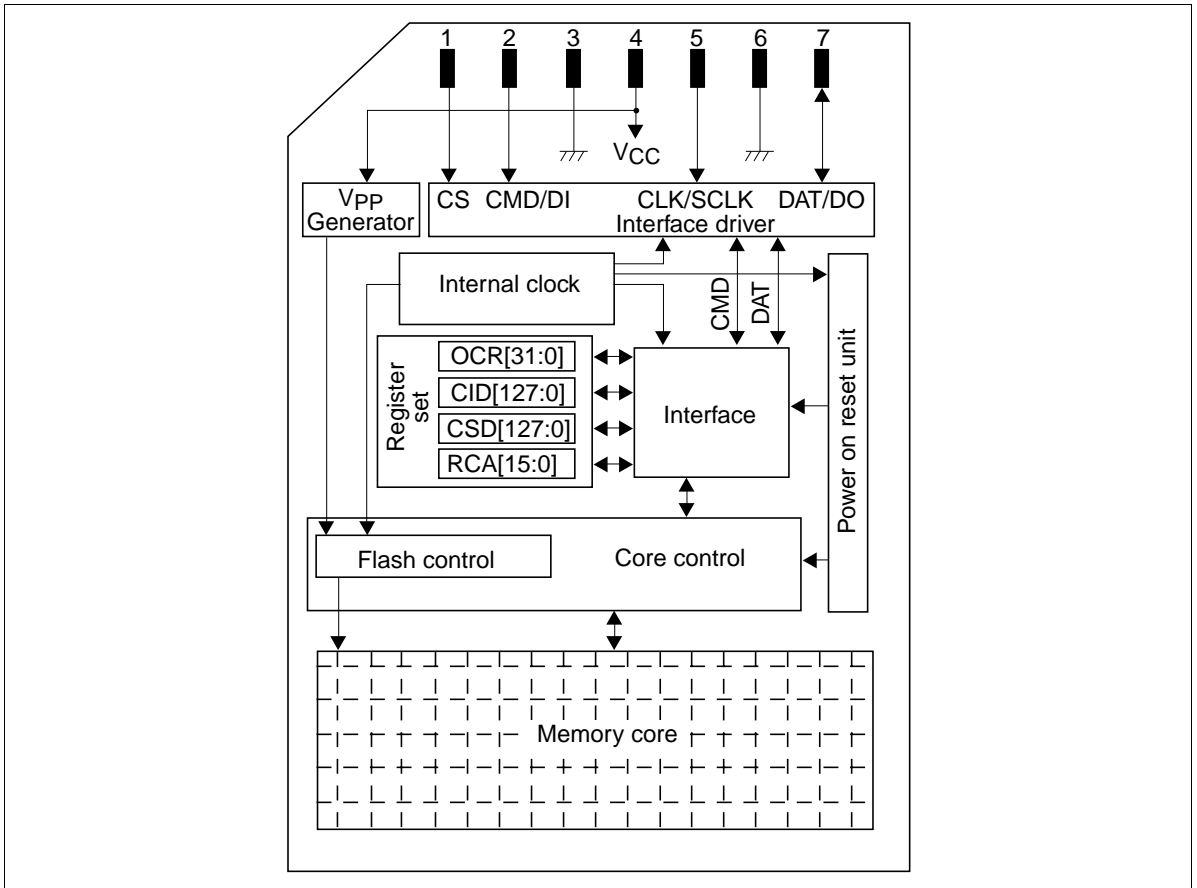 1 2 3 4 5 6 7
VCC
VPP
Generator
CS CMD/DI CLK/SCLK DAT/DO
Interface driver
Internal clock
CMD
DAT
Register
set
OCR[31:0]
CID[127:0]
CSD[127:0]
RCA[15:0]
Interface
Power on reset unit
Flash control
Core control
Memory core